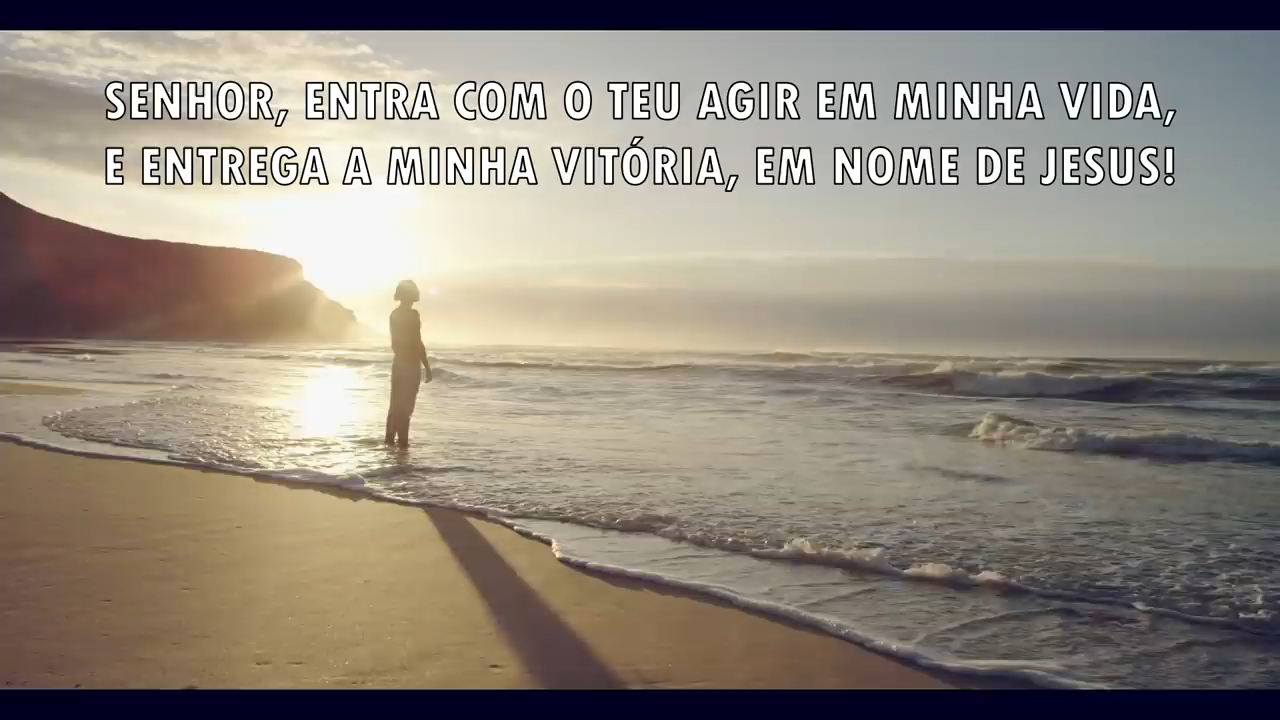 SENHOR, ENTRA COM O TEU AGIR EM MINHA VIDA,
E ENTREGA A MINHA VITÓRIA, EM NOME DE JESUS!